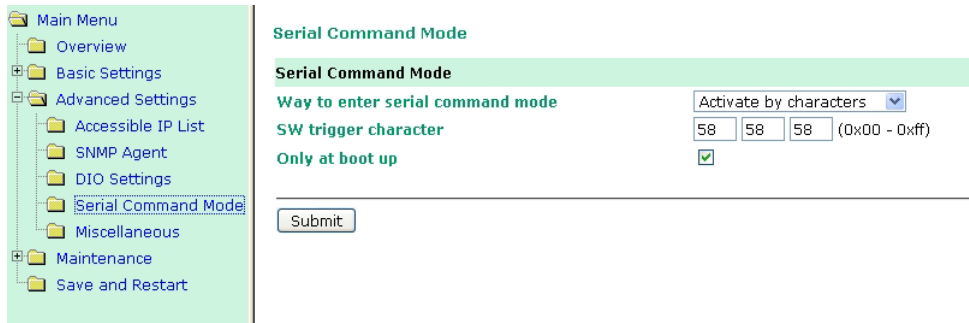 Main Menu
Overview
Basic Settings
Advanced Settings
Accessible IP List
SNMP Agent
DIO Settings
Serial Command Mode
Miscellaneous
Maintenance
Save and Restart
Serial Command Mode
Serial Command Mode
Way to enter serial command mode Activate by characters
SW trigger character 58 58 58 (0x00 - 0xff)
Only at boot up
Submit